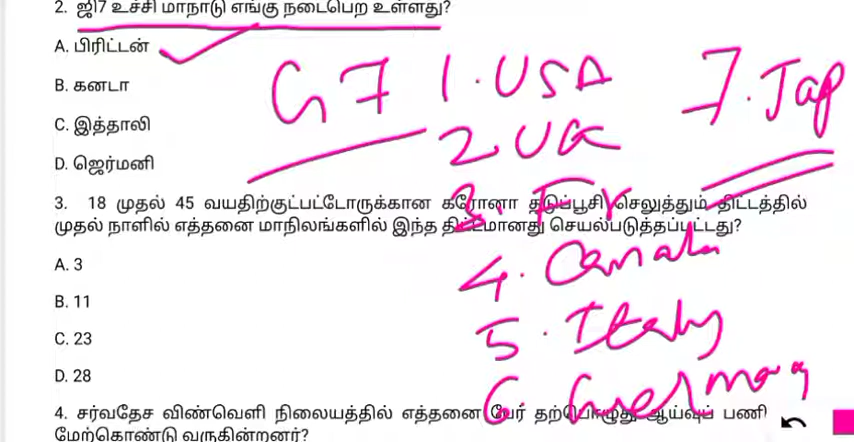 2. ஜி7 உச்சி மாநாடு எங்கு நடைபெற உள்ளது?
A. பிரிட்டன்
B. கனடா
C. இத்தாலி
D. ஜெர்மனி
G7
1. USA
2. UK
3. Fr
4. Canada
5. Italy
6. Germany
7. Jap
3. 18 முதல் 45 வயதிற்குட்பட்டோருக்கான கரோனா தடுப்பூசி செலுத்தும் திட்டத்தில்
முதல் நாளில் எத்தனை மாநிலங்களில் இந்த திட்டமானது செயல்படுத்தப்பட்டது?
A. 3
B. 11
C. 23
D. 28
4. சர்வதேச விண்வெளி நிலையத்தில் எத்தனை பேர் தற்பொழுது ஆய்வுப் பணி
மேற்கொண்டு வருகின்றனர்?